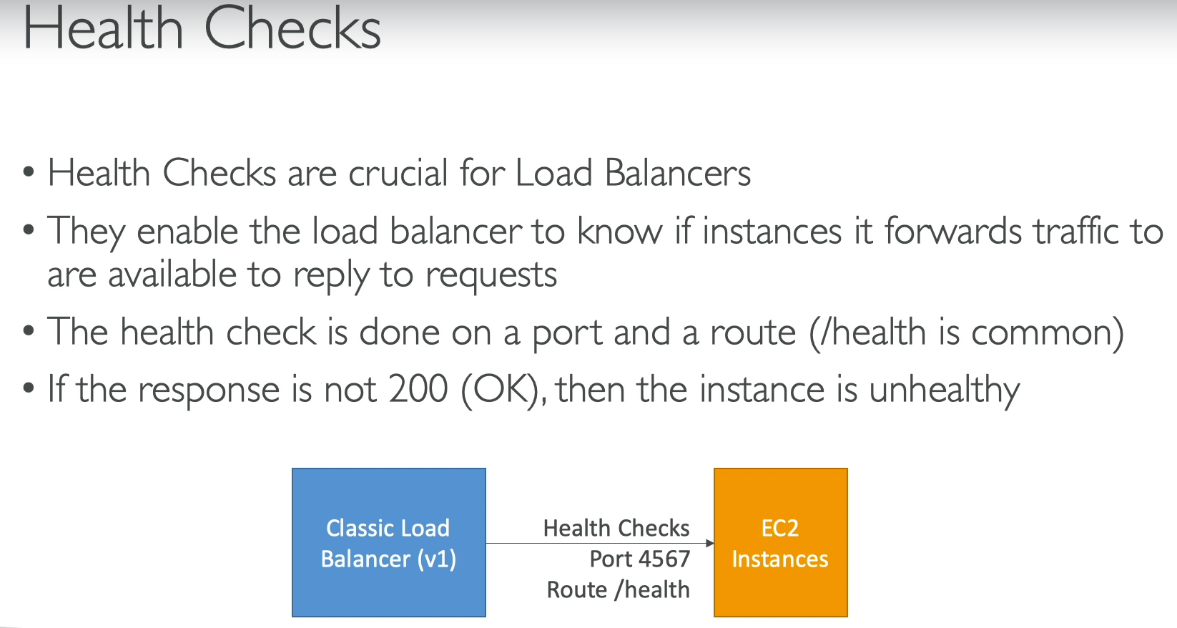 Health Checks
• Health Checks are crucial for Load Balancers
• They enable the load balancer to know if instances it forwards traffic to
are available to reply to requests
• The health check is done on a port and a route (/health is common)
• If the response is not 200 (OK), then the instance is unhealthy
Classic Load
Balancer (v1)
Health Checks
Port 4567
Route /health
EC2
Instances